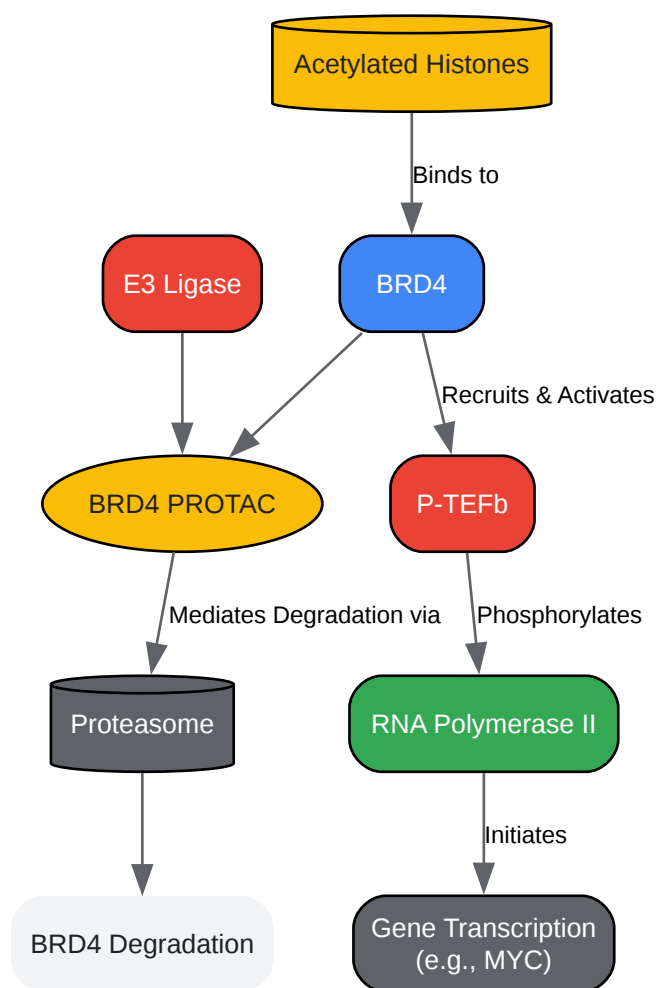 Acetylated Histones
Binds to
E3 Ligase
BRD4
Recruits & Activates
BRD4 PROTAC
P-TEFb
Mediates Degradation via
Phosphorylates
Proteasome
RNA Polymerase II
Initiates
BRD4 Degradation
Gene Transcription
(e.g., MYC)